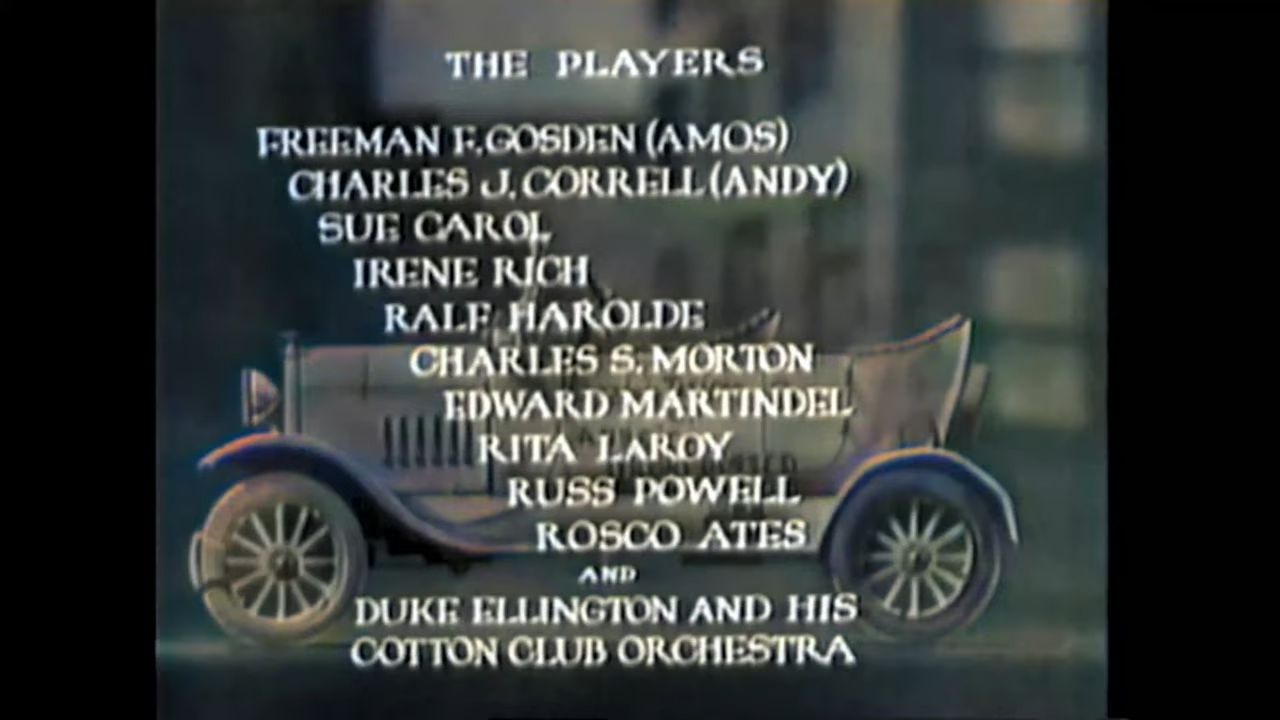 THE PLAYERS
FREEMAN F. GOSDEN (AMOS)
CHARLES J. CORRELL (ANDY)
SUE CAROL
IRENE RICH
RALF HAROLDE
CHARLES S. MORTON
EDWARD MARTINDEL
RITA LAROY
RUSS POWELL
ROSCO ATES
AND
DUKE ELLINGTON AND HIS
COTTON CLUB ORCHESTRA